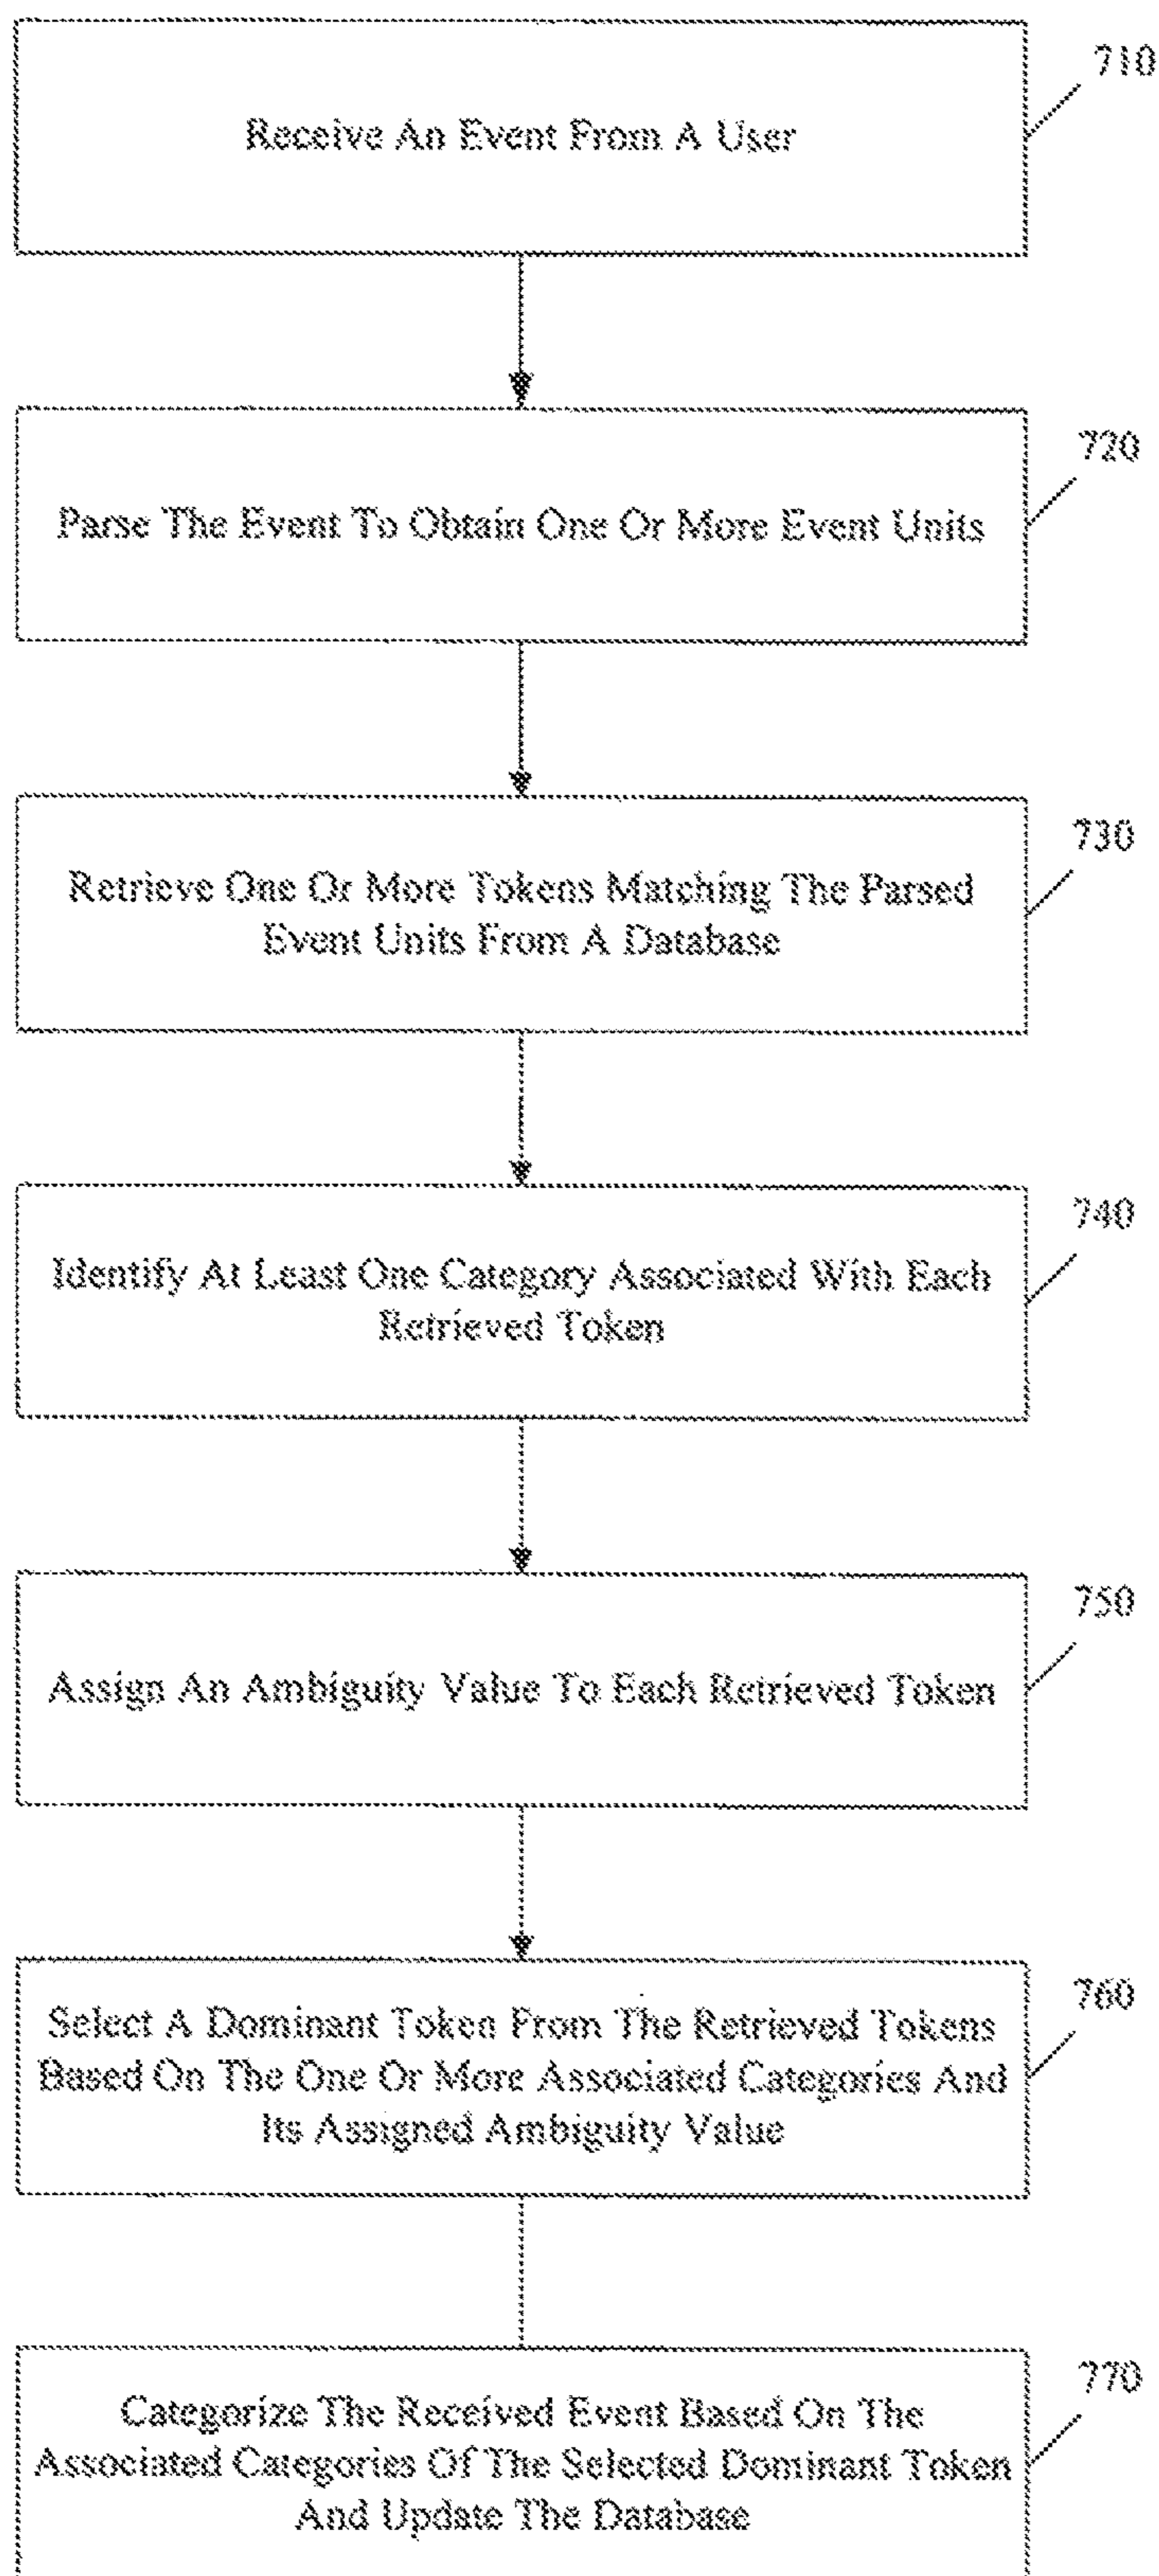 710
Receive An Event From A User
720
Parse The Event To Obtain One Or More Event Units
730
Retrieve One Or More Tokens Matching The Parsed
Event Units From A Database
740
Identify At Least One Category Associated With Each
Retrieved Token
750
Assign An Ambiguity Value To Each Retrieved Token
760
Select A Dominant Token From The Retrieved Tokens
Based On The One Or More Associated Categories And
Its Assigned Ambiguity Value
770
Categorize The Received Event Based On The
Associated Categories Of The Selected Dominant Token
And Update The Database